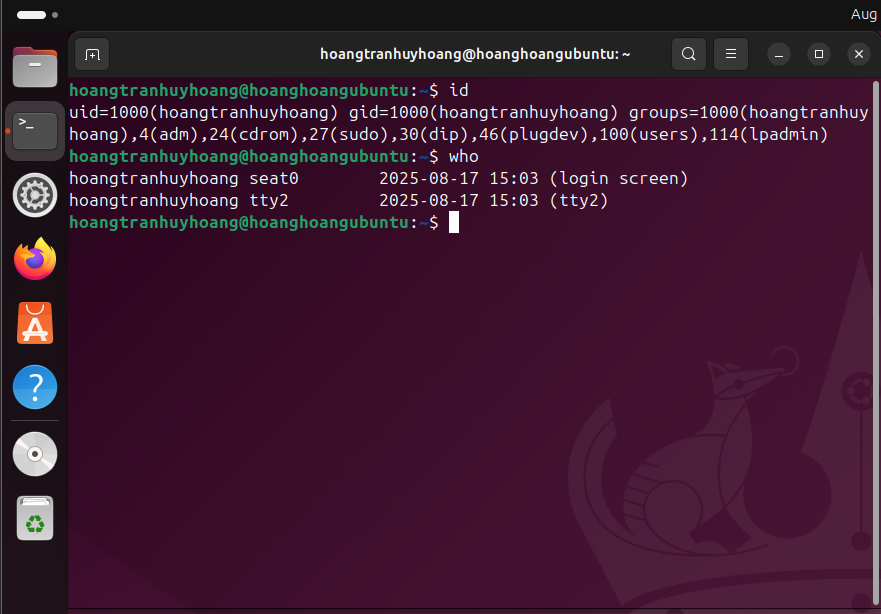 Aug
hoangtranhuyhoang@hoanghoangubuntu: ~
hoangtranhuyhoang@hoanghoangubuntu:~$ id
uid=1000(hoangtranhuyhoang) gid=1000(hoangtranhuyhoang) groups=1000(hoangtranhuy
hoang),4(adm),24(cdrom),27(sudo),30(dip),46(plugdev),100(users),114(lpadmin)
hoangtranhuyhoang@hoanghoangubuntu:~$ who
hoangtranhuyhoang seat0        2025-08-17 15:03 (login screen)
hoangtranhuyhoang tty2         2025-08-17 15:03 (tty2)
hoangtranhuyhoang@hoanghoangubuntu:~$